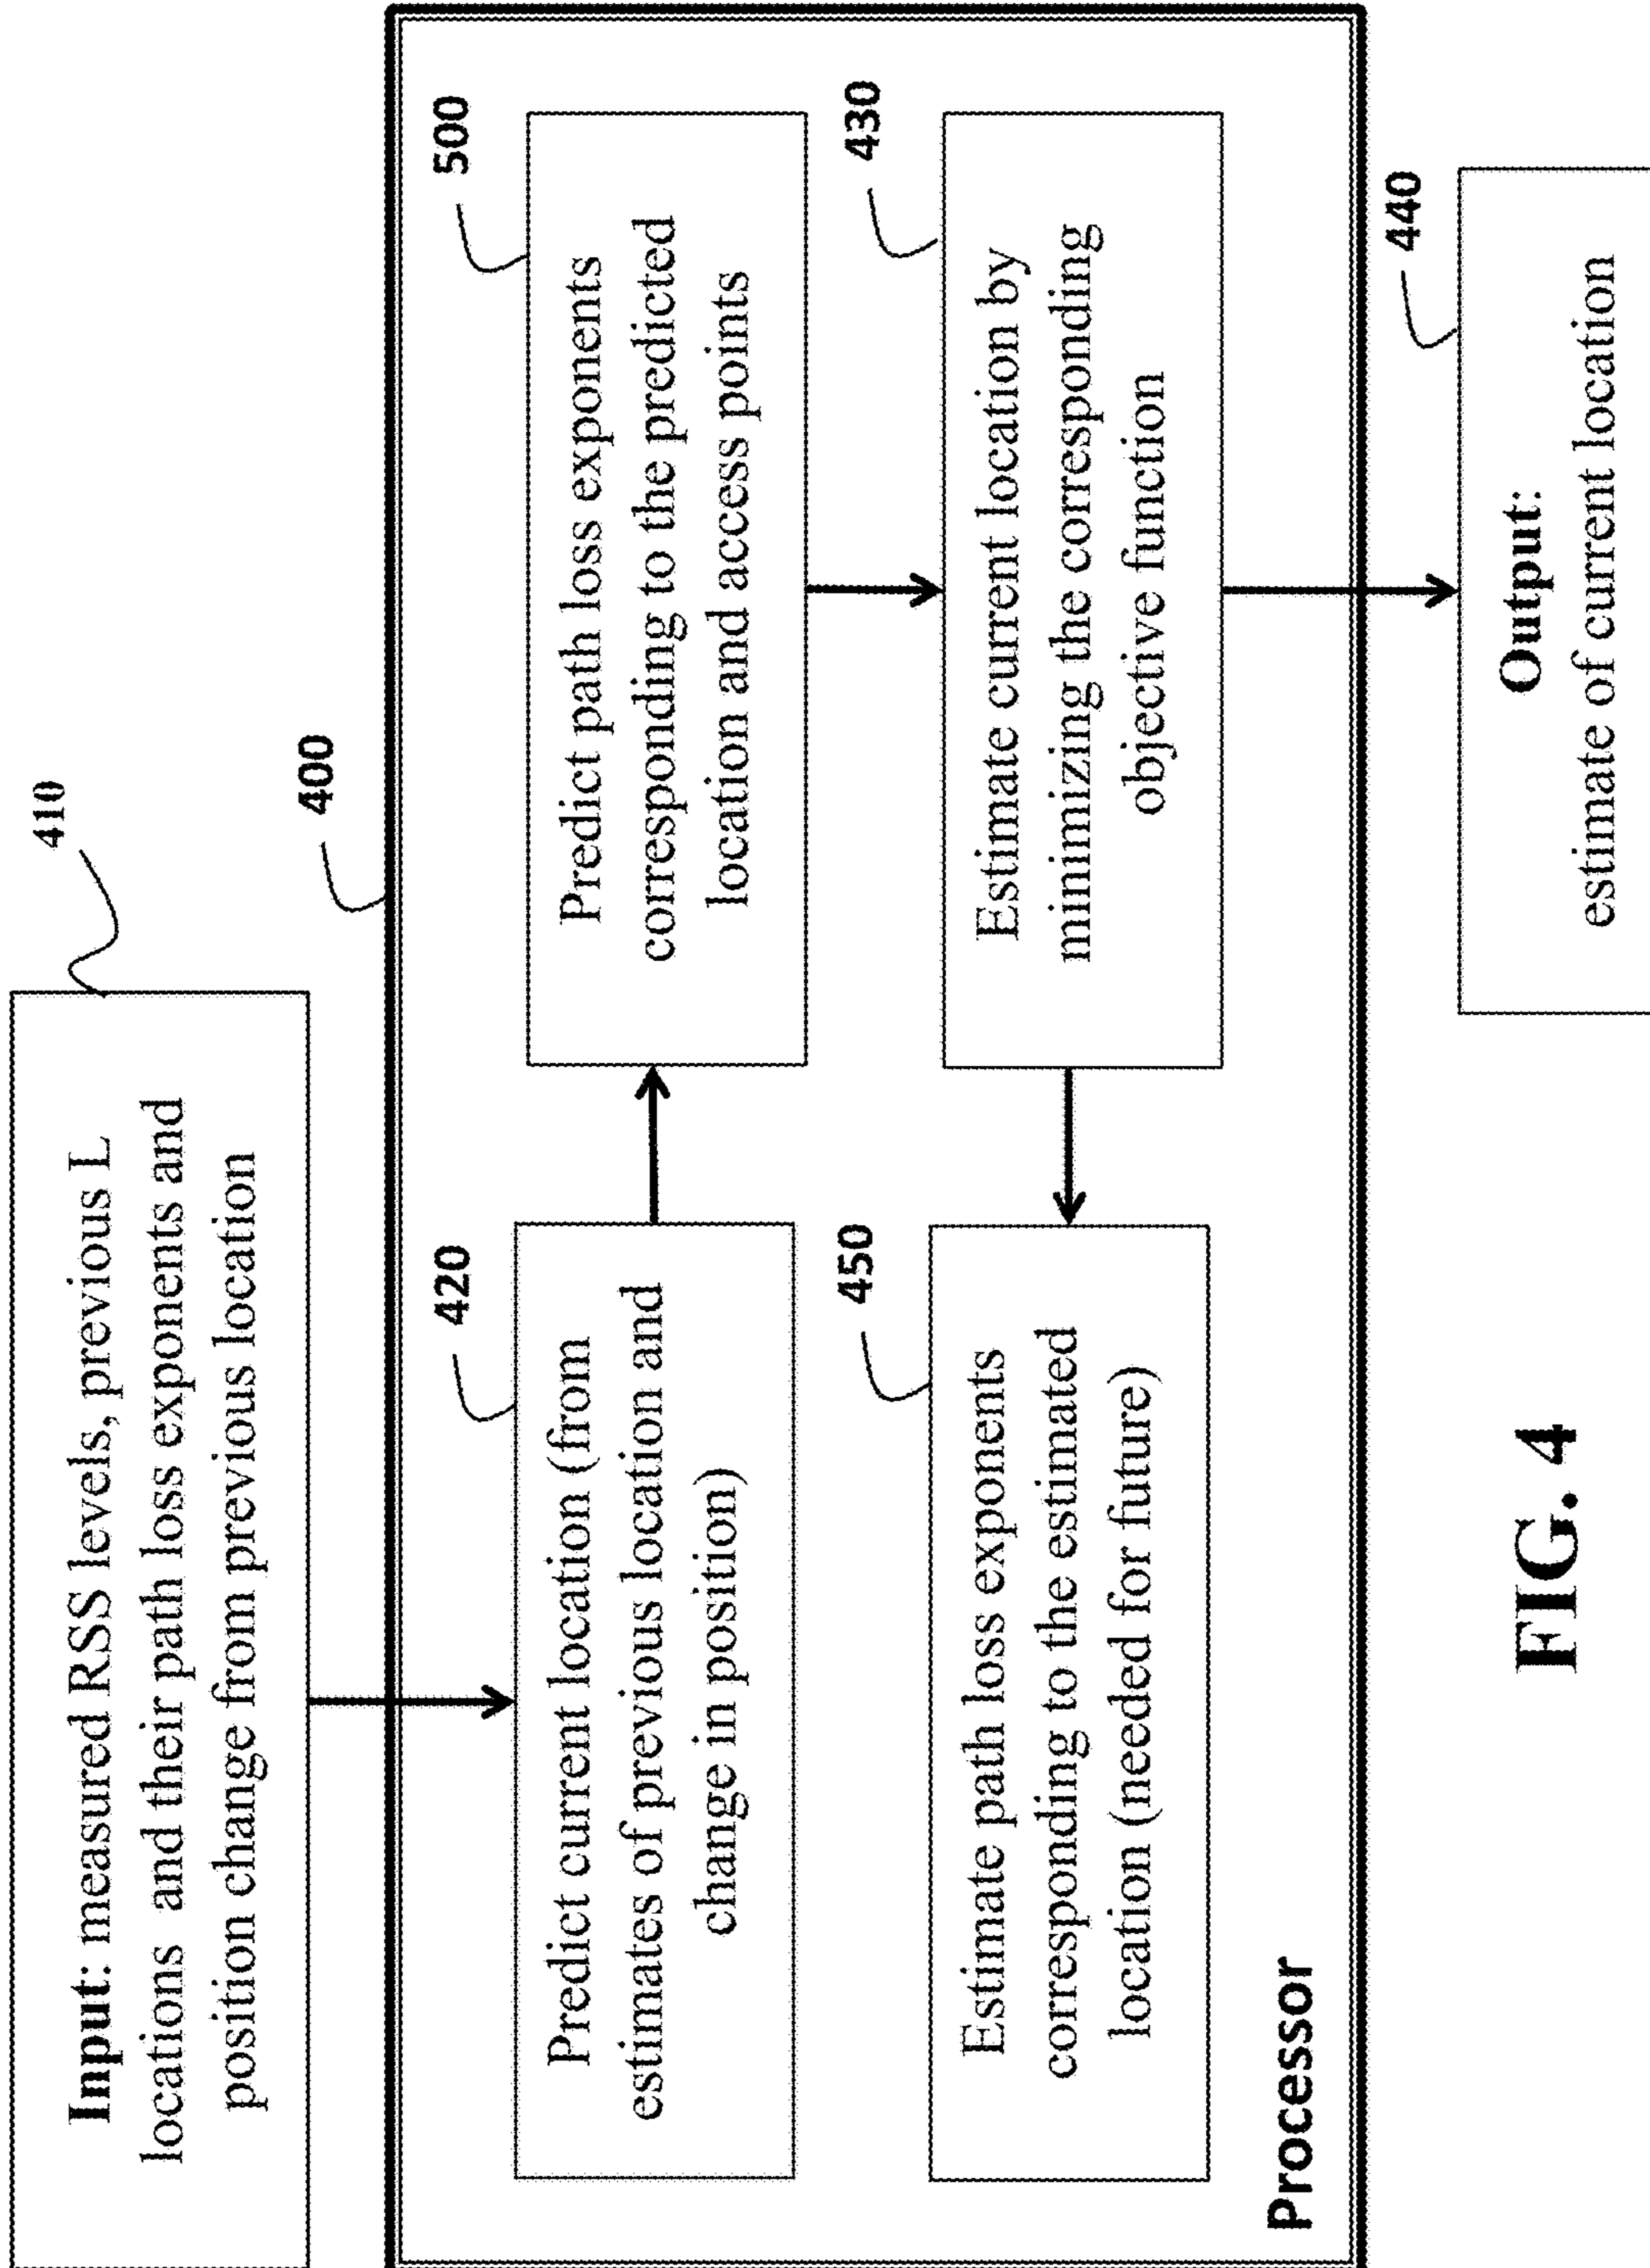 410
Input: measured RSS levels, previous L
locations and their path loss exponents and
position change from previous location
400
420
Predict current location (from
estimates of previous location and
change in position)
500
Predict path loss exponents
corresponding to the predicted
location and access points
450
Estimate path loss exponents
corresponding to the estimated
location (needed for future)
430
Estimate current location by
minimizing the corresponding
objective function
Processor
440
Output:
estimate of current location
FIG. 4